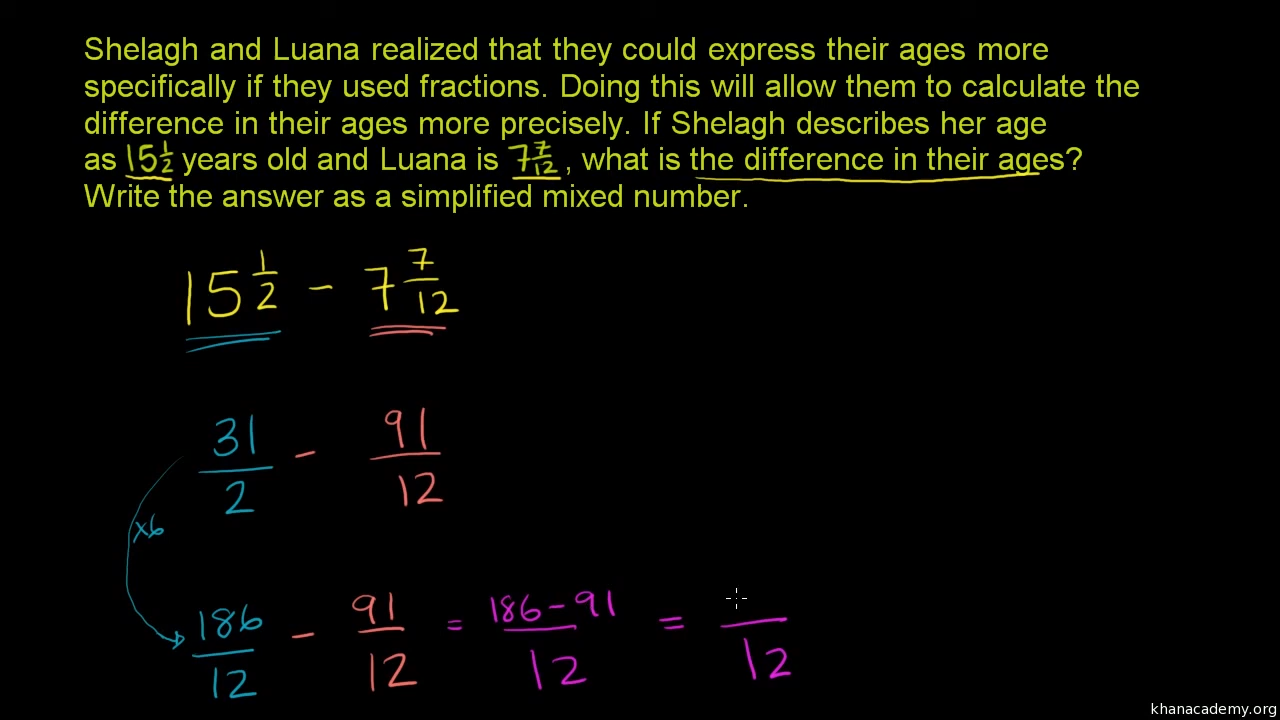 Shelagh and Luana realized that they could express their ages more
specifically if they used fractions. Doing this will allow them to calculate the
difference in their ages more precisely. If Shelagh describes her age
as 15 1/2 years old and Luana is 7 7/12, what is the difference in their ages?
Write the answer as a simplified mixed number.
15 1/2 - 7 7/12
31/2 - 91/12
x6
186/12 - 91/12 = 186-91/12 = /12
khanacademy.org